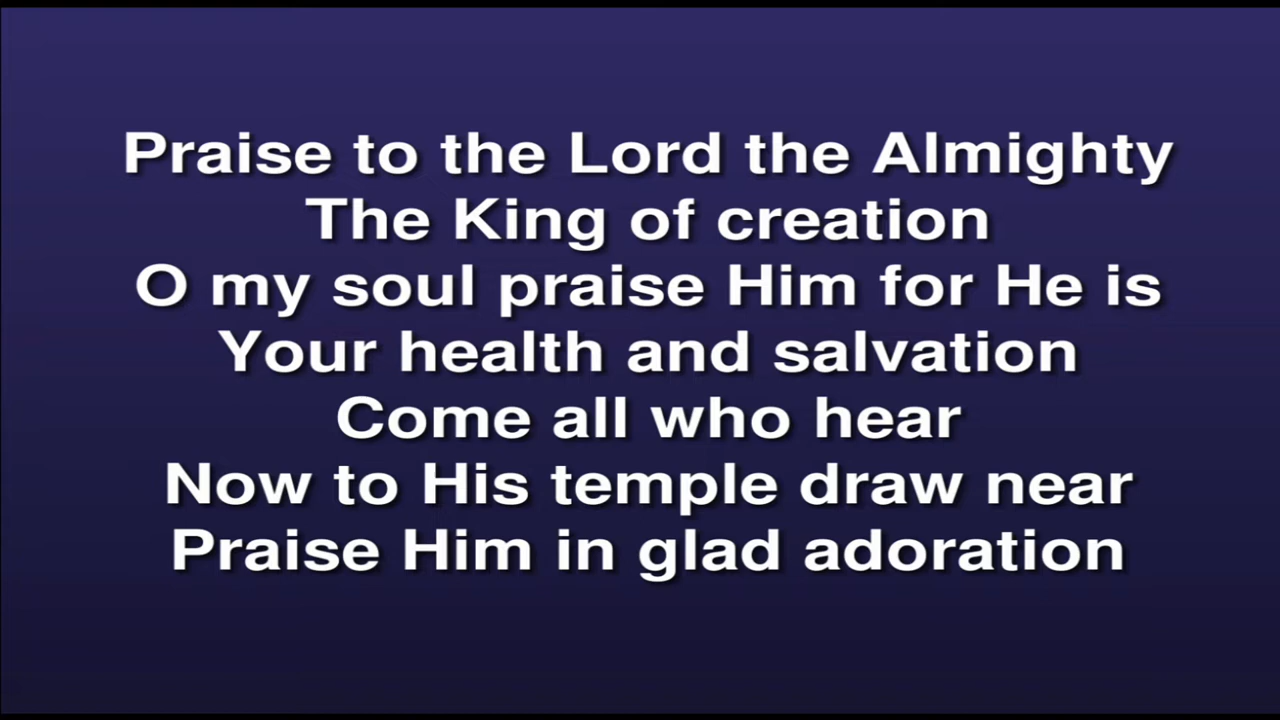 Praise to the Lord the Almighty
The King of creation
O my soul praise Him for He is
Your health and salvation
Come all who hear
Now to His temple draw near
Praise Him in glad adoration